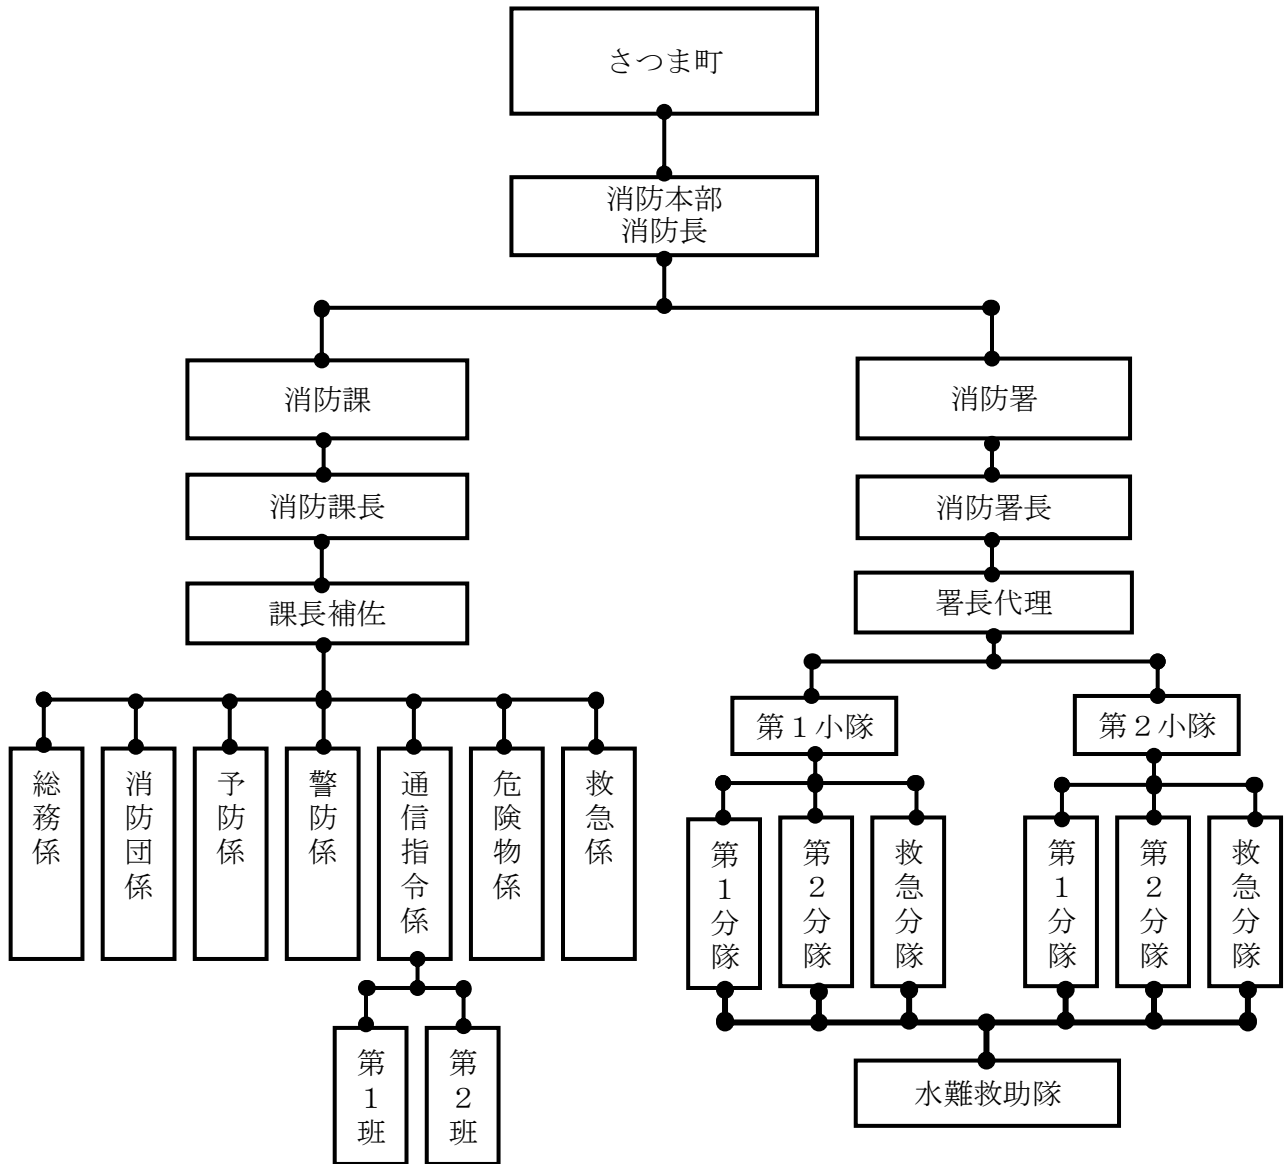 さつま町
消防本部
消防長
消防課
消防署
消防課長
消防署長
課長補佐
署長代理
第１小隊
第２小隊
総務係
消防団係
予防係
警防係
通信指令係
危険物係
救急係
第１分隊
第２分隊
救急分隊
第１分隊
第２分隊
救急分隊
第１班
第２班
水難救助隊